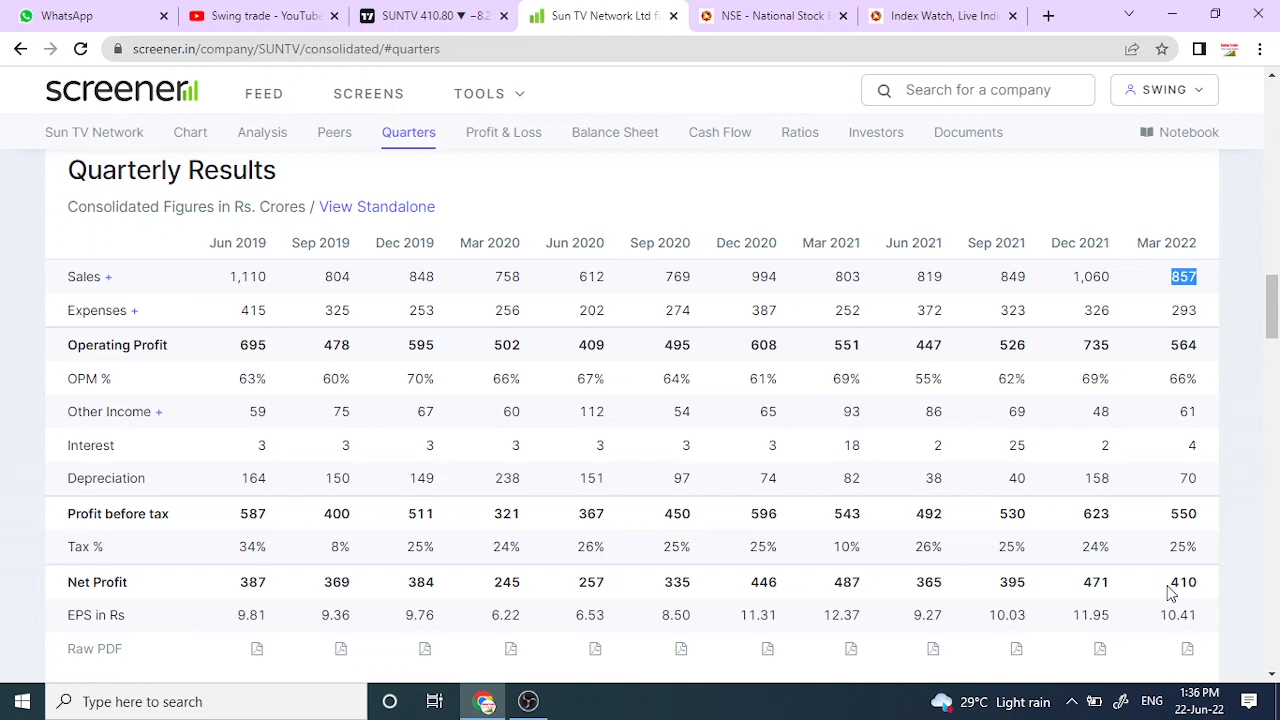 WhatsApp
Swing trade - YouTube
SUNTV 410.80 ▼ −8.2
Sun TV Network Ltd fi
NSE - National Stock E
Index Watch, Live Indi
screener.in/company/SUNTV/consolidated/#quarters
screener
FEED SCREENS TOOLS
Search for a company
SWING
Sun TV Network Chart Analysis Peers Quarters Profit & Loss Balance Sheet Cash Flow Ratios Investors Documents Notebook
Quarterly Results
Consolidated Figures in Rs. Crores / View Standalone
Jun 2019 Sep 2019 Dec 2019 Mar 2020 Jun 2020 Sep 2020 Dec 2020 Mar 2021 Jun 2021 Sep 2021 Dec 2021 Mar 2022
Sales + 1,110 804 848 758 612 769 994 803 819 849 1,060 857
Expenses + 415 325 253 256 202 274 387 252 372 323 326 293
Operating Profit 695 478 595 502 409 495 608 551 447 526 735 564
OPM % 63% 60% 70% 66% 67% 64% 61% 69% 55% 62% 69% 66%
Other Income + 59 75 67 60 112 54 65 93 86 69 48 61
Interest 3 3 3 3 3 3 3 18 2 25 2 4
Depreciation 164 150 149 238 151 97 74 82 38 40 158 70
Profit before tax 587 400 511 321 367 450 596 543 492 530 623 550
Tax % 34% 8% 25% 24% 26% 25% 25% 10% 26% 25% 24% 25%
Net Profit 387 369 384 245 257 335 446 487 365 395 471 410
EPS in Rs 9.81 9.36 9.76 6.22 6.53 8.50 11.31 12.37 9.27 10.03 11.95 10.41
Raw PDF
Type here to search
29°C Light rain
ENG
1:36 PM
22-Jun-22